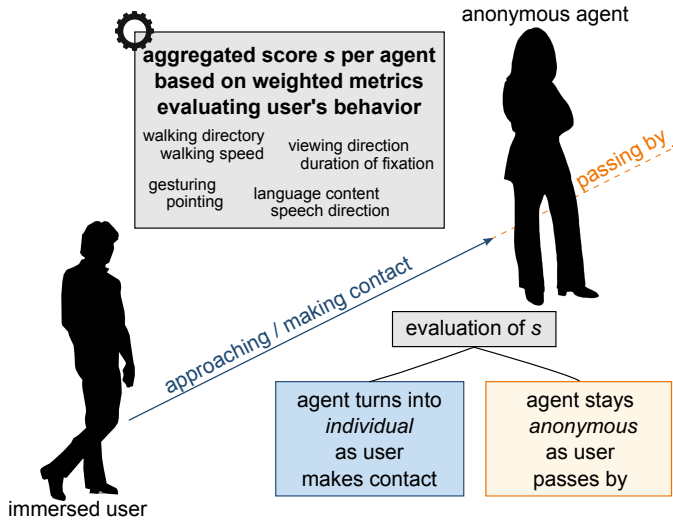 anonymous agent
aggregated score s per agent
based on weighted metrics
evaluating user's behavior
walking directory
walking speed
viewing direction
duration of fixation
gesturing
pointing
language content
speech direction
passing by
approaching / making contact
evaluation of s
agent turns into
individual
as user
makes contact
agent stays
anonymous
as user
passes by
immersed user